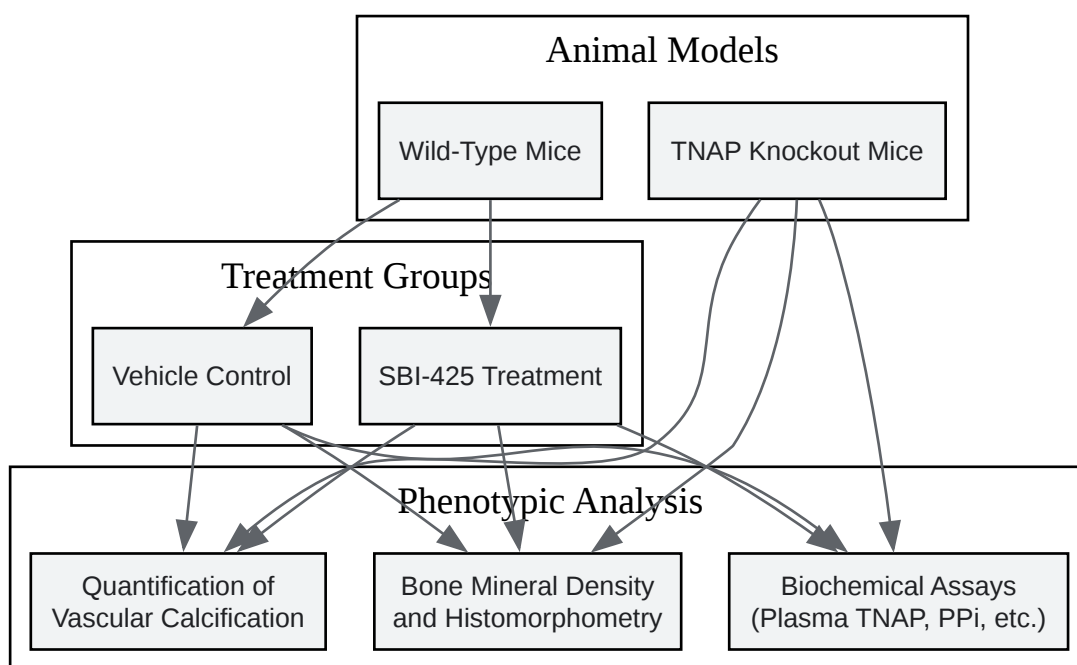 Animal Models
Wild-Type Mice
TNAP Knockout Mice
Treatment Groups
Vehicle Control
SBI-425 Treatment
Phenotypic Analysis
Quantification of
Vascular Calcification
Bone Mineral Density
and Histomorphometry
Biochemical Assays
(Plasma TNAP, PPi, etc.)